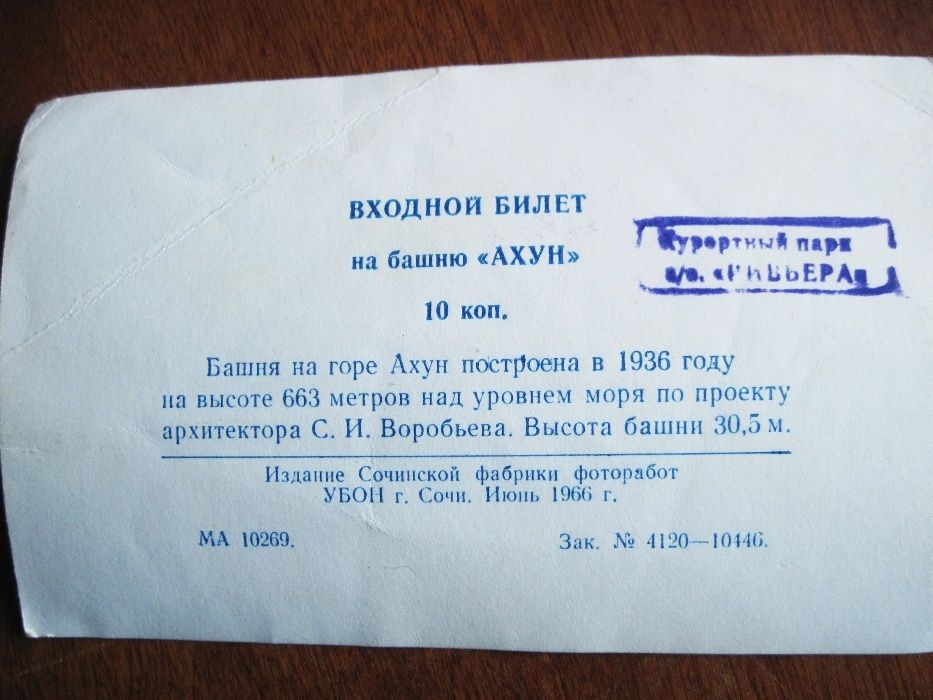 ВХОДНОЙ БИЛЕТ
на башню «АХУН»
Курортный парк
п/о. «РИВЬЕРА»
10 коп.
Башня на горе Ахун построена в 1936 году
на высоте 663 метров над уровнем моря по проекту
архитектора С. И. Воробьева. Высота башни 30,5 м.
Издание Сочинской фабрики фоторабот
УБОН г. Сочи. Июнь 1966 г.
МА 10269.
Зак. № 4120—10446.